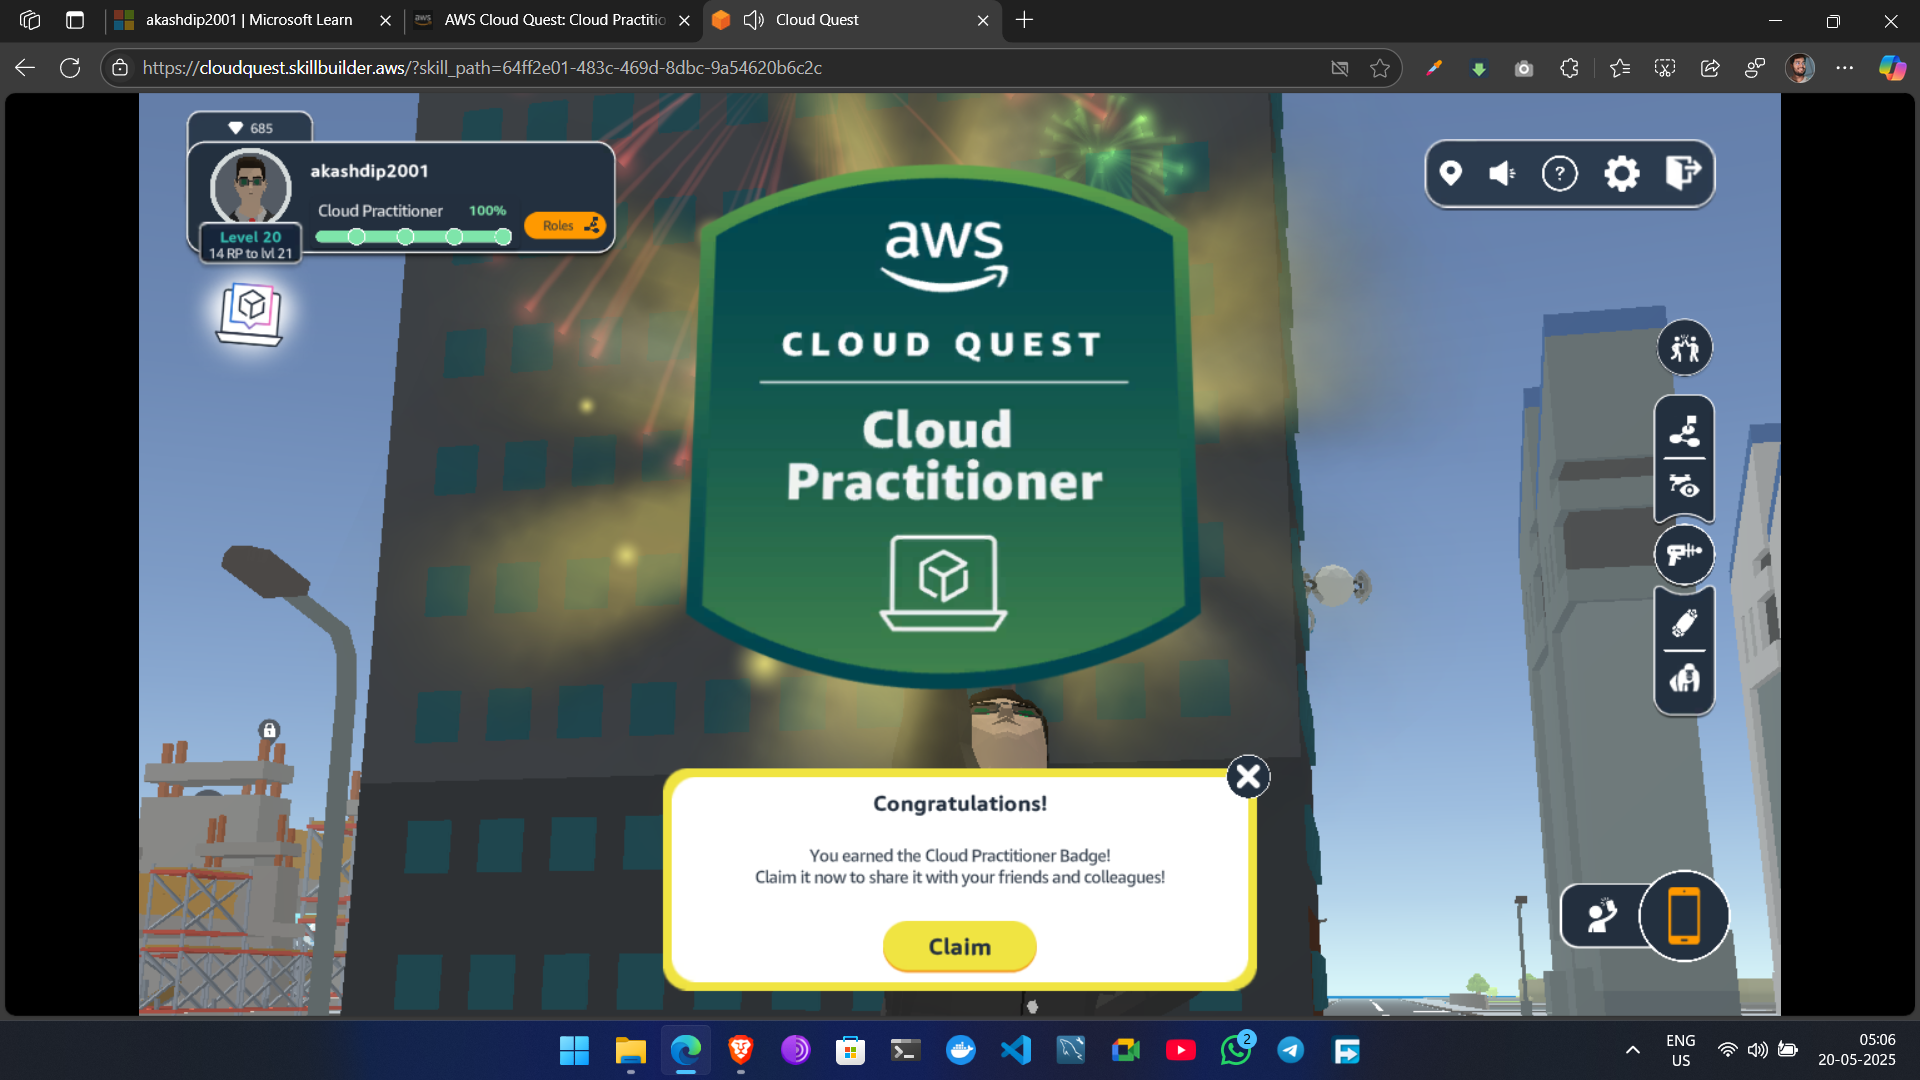 akashdip2001 | Microsoft Learn
AWS Cloud Quest: Cloud Practitio
Cloud Quest
https://cloudquest.skillbuilder.aws/?skill_path=64ff2e01-483c-469d-8dbc-9a54620b6c2c
685
akashdip2001
Cloud Practitioner 100%
Roles
Level 20
14 RP to lvl 21
?
aws
CLOUD QUEST
Cloud
Practitioner
Congratulations!
You earned the Cloud Practitioner Badge!
Claim it now to share it with your friends and colleagues!
Claim
2
ENG
US
05:06
20-05-2025